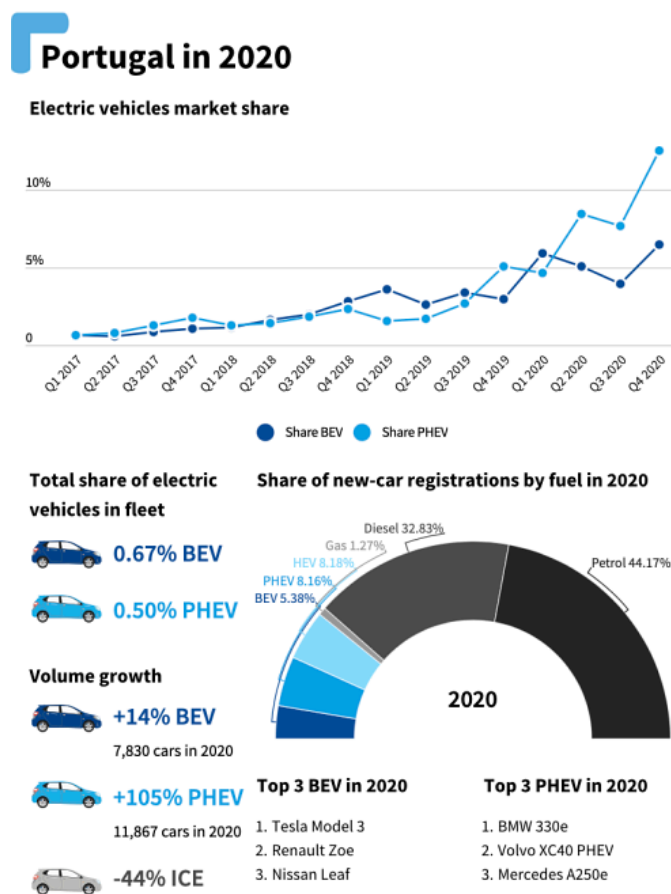 Portugal in 2020
Electric vehicles market share
10%
5%
0
Q1 2017
Q2 2017
Q3 2017
Q4 2017
Q1 2018
Q2 2018
Q3 2018
Q4 2018
Q1 2019
Q2 2019
Q3 2019
Q4 2019
Q1 2020
Q2 2020
Q3 2020
Q4 2020
Share BEV
Share PHEV
Total share of electric
vehicles in fleet
0.67% BEV
0.50% PHEV
Volume growth
+14% BEV
7,830 cars in 2020
+105% PHEV
11,867 cars in 2020
-44% ICE
Share of new-car registrations by fuel in 2020
Diesel 32.83%
Gas 1.27%
HEV 8.18%
PHEV 8.16%
BEV 5.38%
Petrol 44.17%
2020
Top 3 BEV in 2020
1. Tesla Model 3
2. Renault Zoe
3. Nissan Leaf
Top 3 PHEV in 2020
1. BMW 330e
2. Volvo XC40 PHEV
3. Mercedes A250e